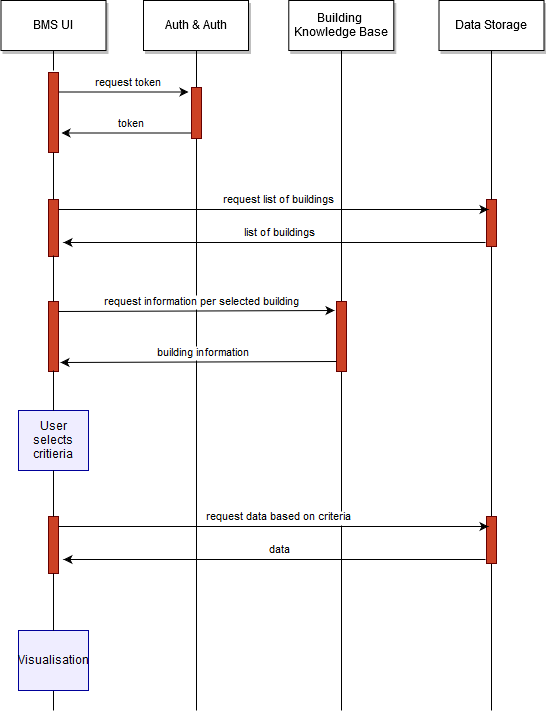 BMS UI
Auth & Auth
Building
Knowledge Base
Data Storage
request token
token
request list of buildings
list of buildings
request information per selected building
building information
User
selects
critieria
request data based on criteria
data
Visualisation